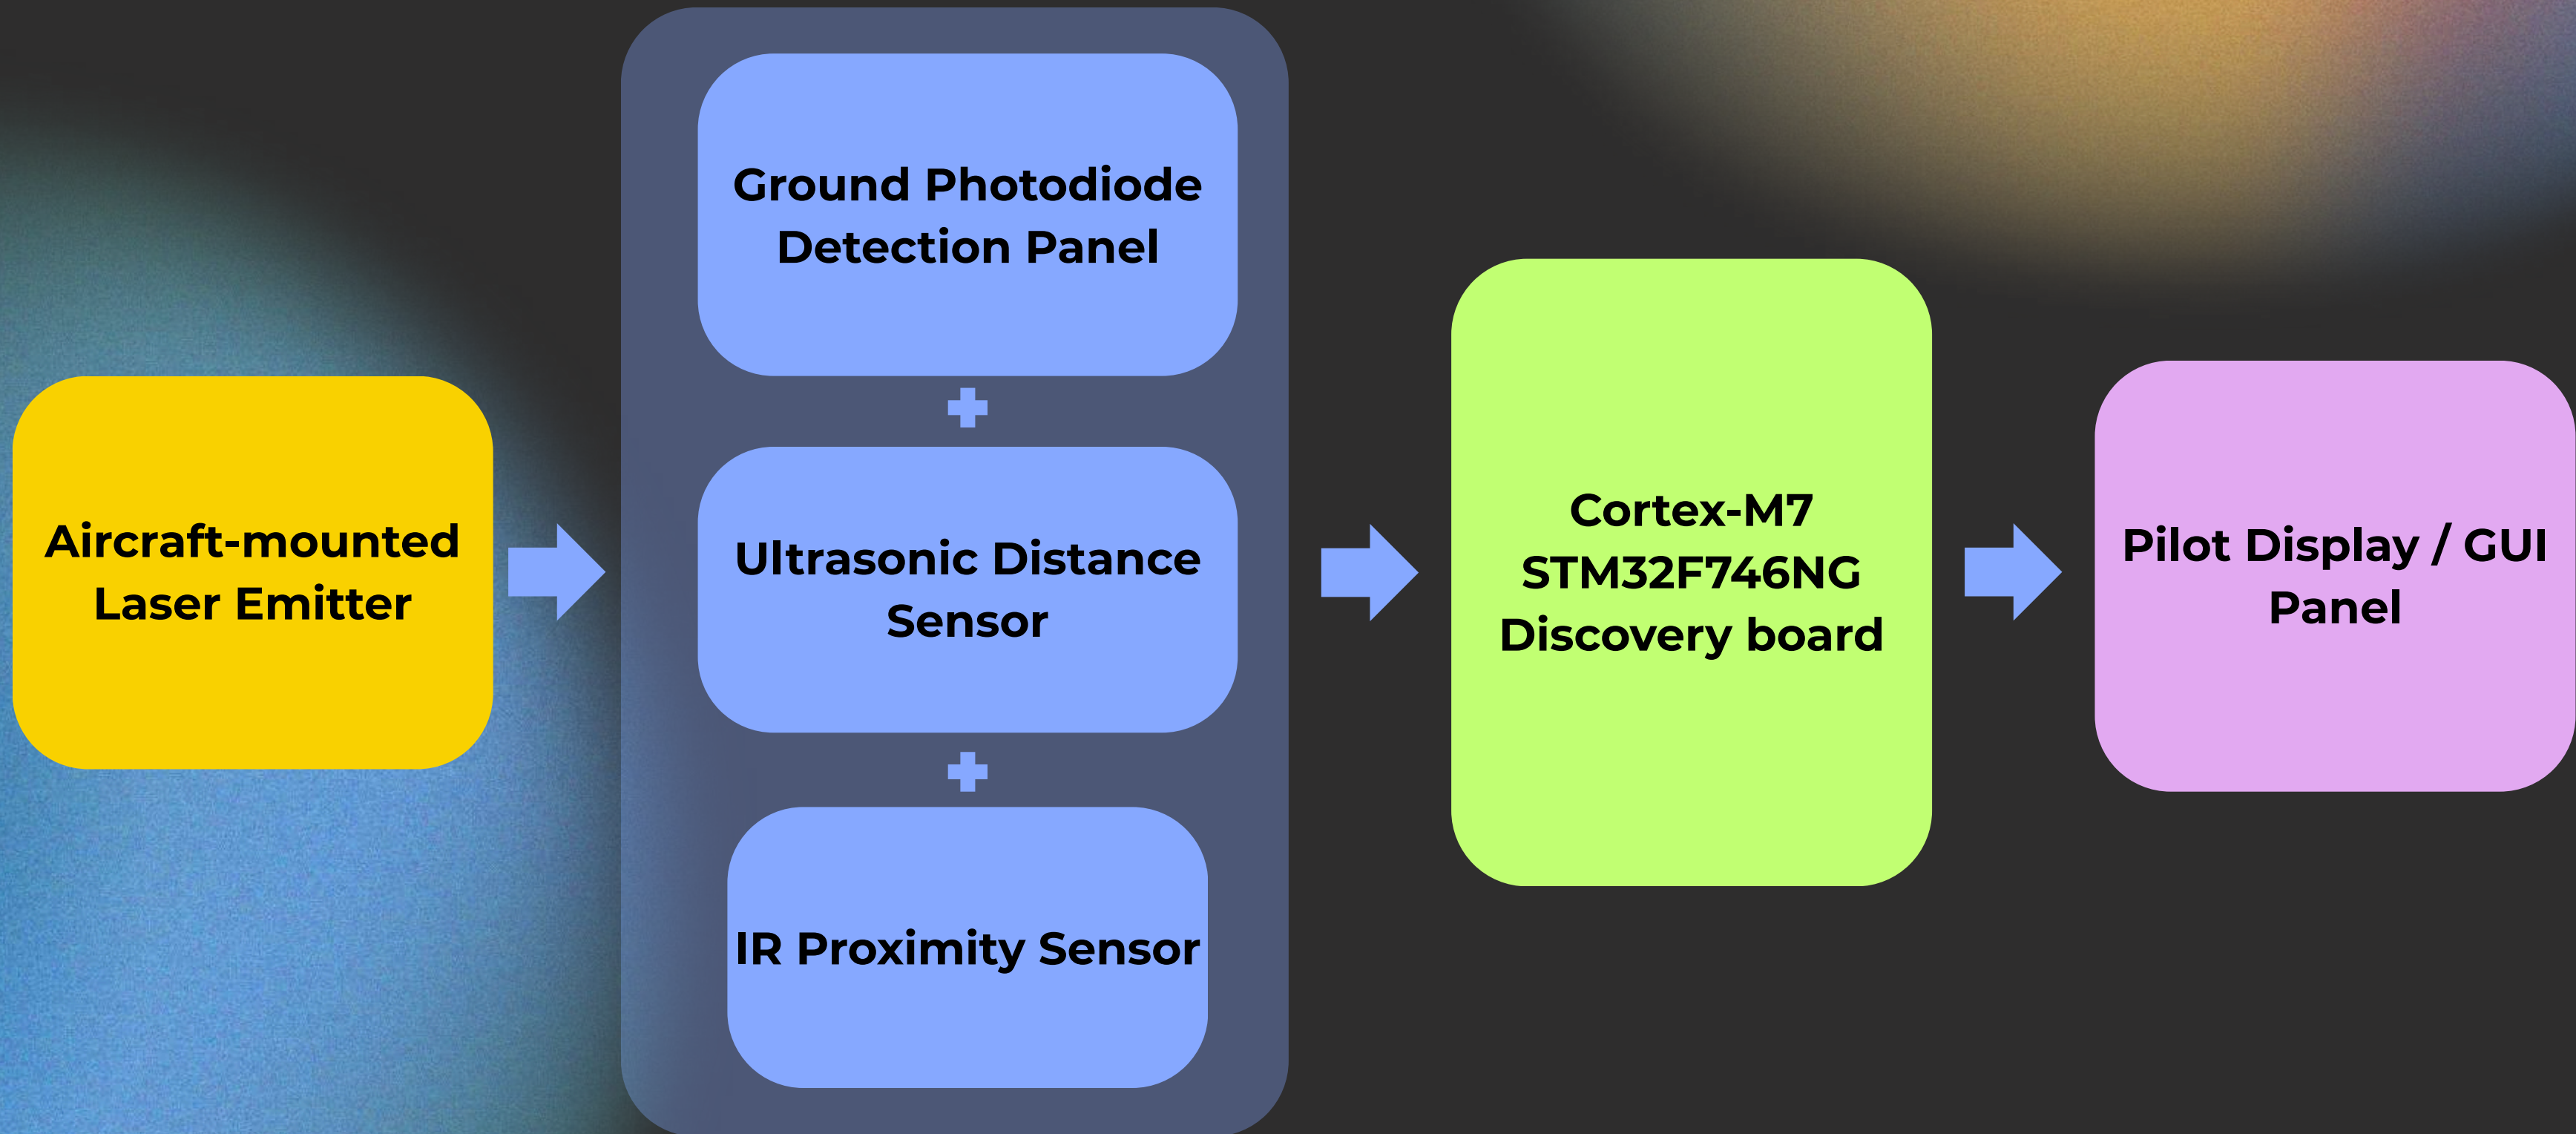 Aircraft-mounted
Laser Emitter
Ground Photodiode
Detection Panel
Ultrasonic Distance
Sensor
IR Proximity Sensor
Cortex-M7
STM32F746NG
Discovery board
Pilot Display / GUI
Panel